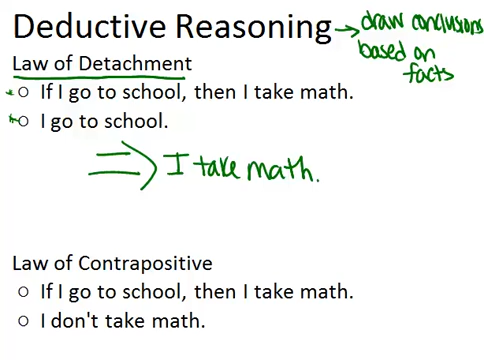 Deductive Reasoning → draw conclusions
based on
facts
Law of Detachment
○ If I go to school, then I take math.
○ I go to school.
⇒ I take math.
Law of Contrapositive
○ If I go to school, then I take math.
○ I don't take math.